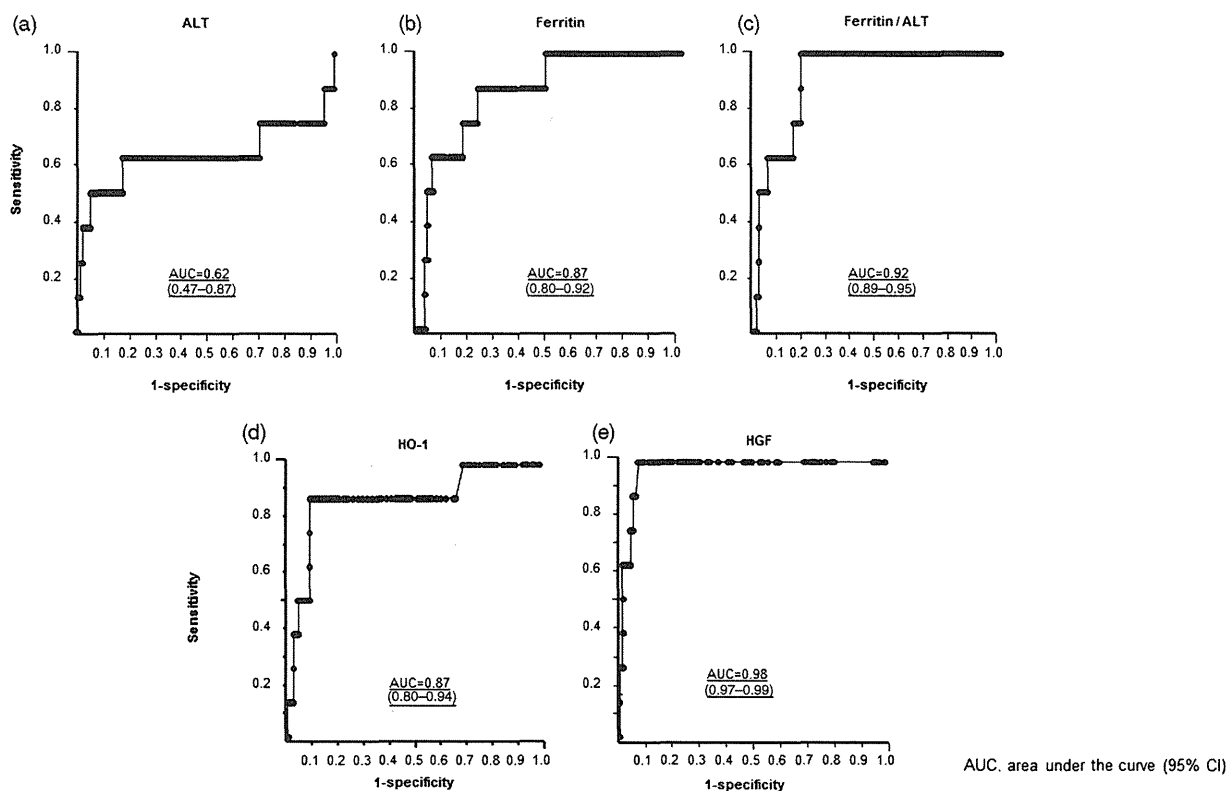 (a) ALT
1.0
0.8
0.6
0.4
0.2
Sensitivity
AUC=0.62
(0.47–0.87)
0.1 0.2 0.3 0.4 0.5 0.6 0.7 0.8 0.9 1.0
1-specificity
(b) Ferritin
1.0
0.8
0.6
0.4
0.2
AUC=0.87
(0.80–0.92)
0.1 0.2 0.3 0.4 0.5 0.6 0.7 0.8 0.9 1.0
1-specificity
(c) Ferritin / ALT
1.0
0.8
0.6
0.4
0.2
AUC=0.92
(0.89–0.95)
0.1 0.2 0.3 0.4 0.5 0.6 0.7 0.8 0.9 1.0
1-specificity
(d) HO-1
1.0
0.8
0.6
0.4
0.2
Sensitivity
AUC=0.87
(0.80–0.94)
0.1 0.2 0.3 0.4 0.5 0.6 0.7 0.8 0.9 1.0
1-specificity
(e) HGF
1.0
0.8
0.6
0.4
0.2
AUC=0.98
(0.97–0.99)
0.1 0.2 0.3 0.4 0.5 0.6 0.7 0.8 0.9 1.0
1-specificity
AUC. area under the curve (95% CI)